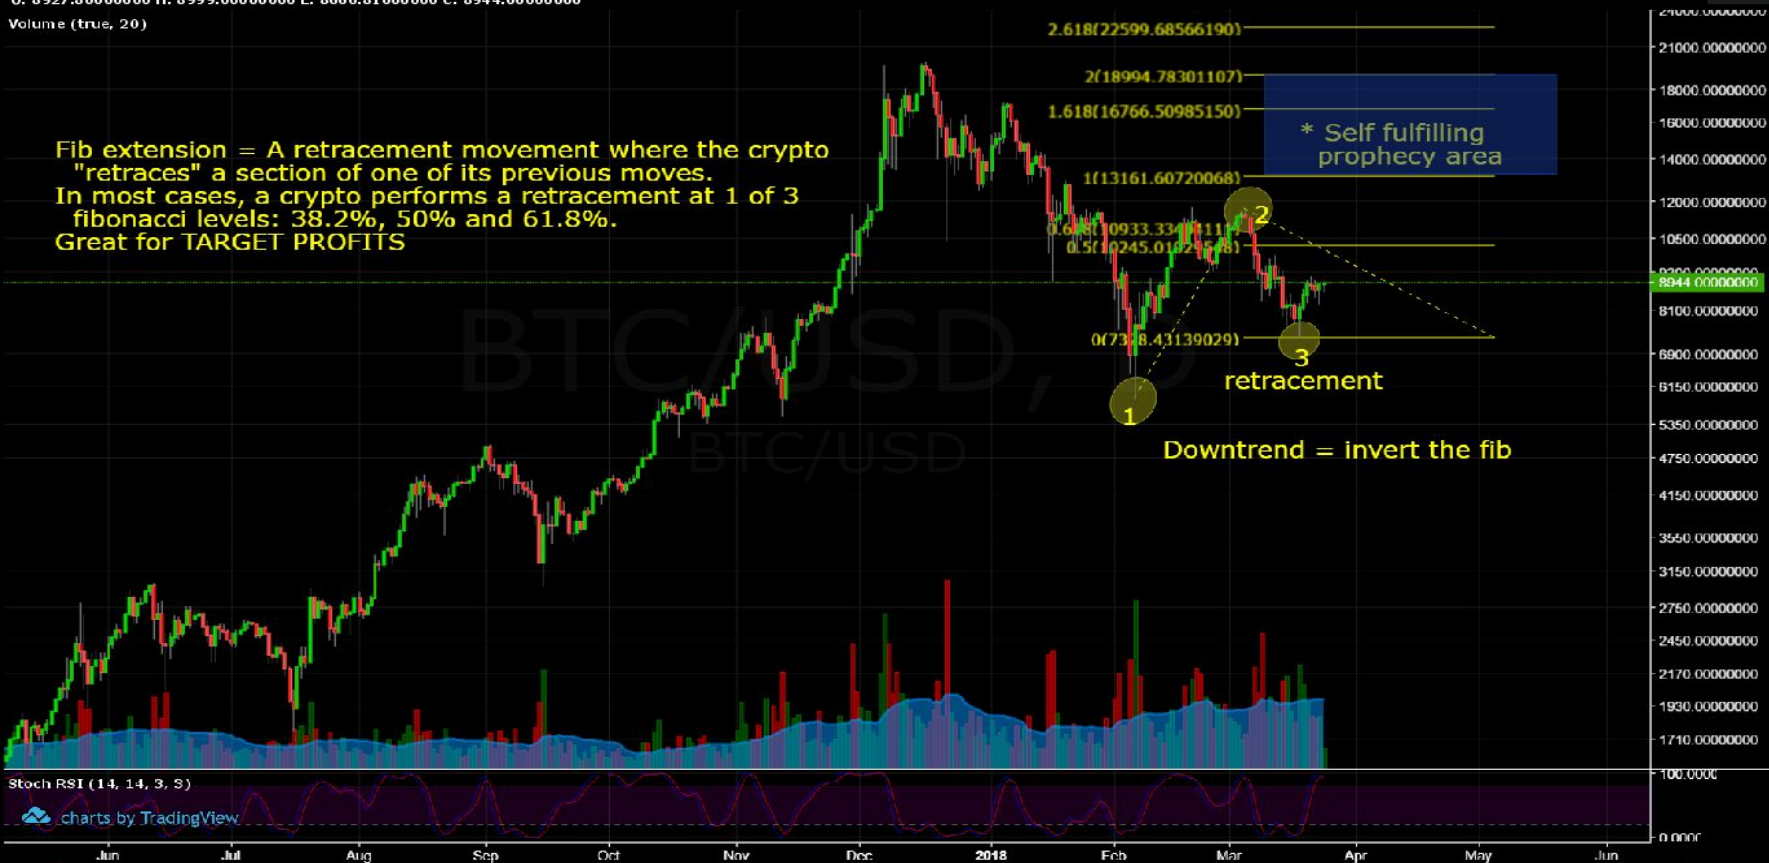 Volume (true, 20)
2.618(22599.68566190)
2(18994.78301107)
1.618(16766.50985150)
* Self fulfilling
prophecy area
Fib extension = A retracement movement where the crypto
"retraces" a section of one of its previous moves.
In most cases, a crypto performs a retracement at 1 of 3
fibonacci levels: 38.2%, 50% and 61.8%.
Great for TARGET PROFITS
1(13161.60720068)
2
0(7328.43139029)
3
retracement
1
Downtrend = invert the fib
BTC/USD,
BTC/USD
21000.00000000
18000.00000000
16000.00000000
14000.00000000
12000.00000000
10500.00000000
8944.00000000
8100.00000000
6900.00000000
6150.00000000
5350.00000000
4750.00000000
4150.00000000
3550.00000000
3150.00000000
2750.00000000
2450.00000000
2170.00000000
1930.00000000
1710.00000000
Stoch RSI (14, 14, 3, 3)
charts by TradingView
100.0000
0.0000
Jun Jul Aug Sep Oct Nov Dec 2018 Feb Mar Apr May Jun